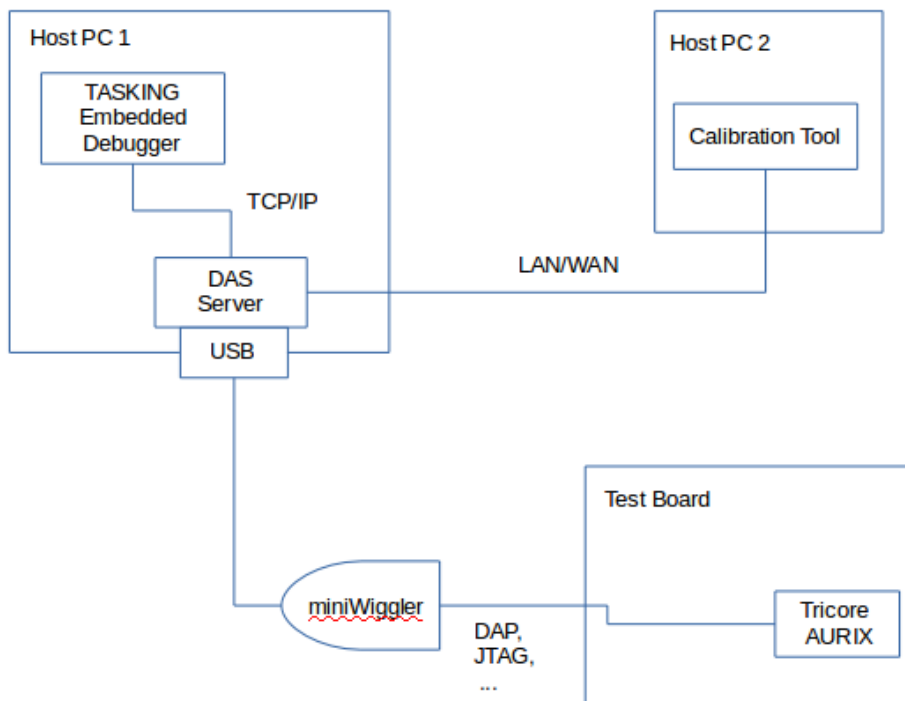 Host PC 1
TASKING
Embedded
Debugger
TCP/IP
DAS
Server
USB
Host PC 2
Calibration Tool
LAN/WAN
miniWiggler
DAP,
JTAG,
...
Test Board
Tricore
AURIX